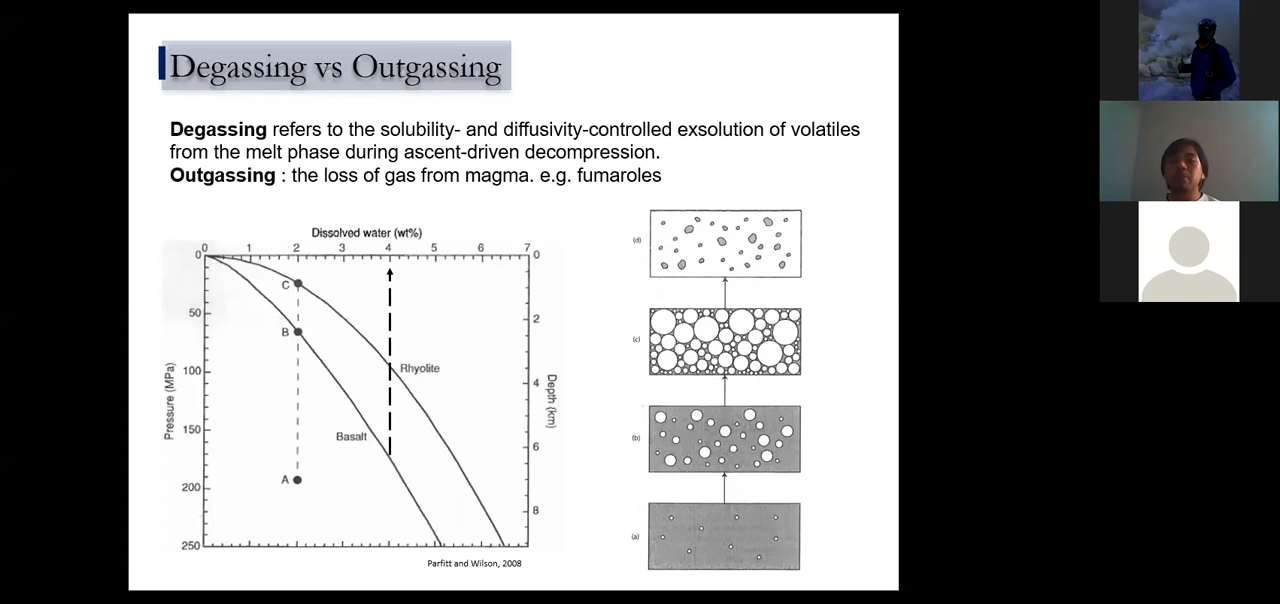 Degassing vs Outgassing
Degassing refers to the solubility- and diffusivity-controlled exsolution of volatiles
from the melt phase during ascent-driven decompression.
Outgassing : the loss of gas from magma. e.g. fumaroles
Dissolved water (wt%)
0 1 2 3 4 5 6 7
0 0
C
50
2
B
100
Rhyolite
4
Pressure (MPa)
Depth (km)
150
Basalt
6
A
200
8
250
Parfitt and Wilson, 2008
(d)
(c)
(b)
(a)